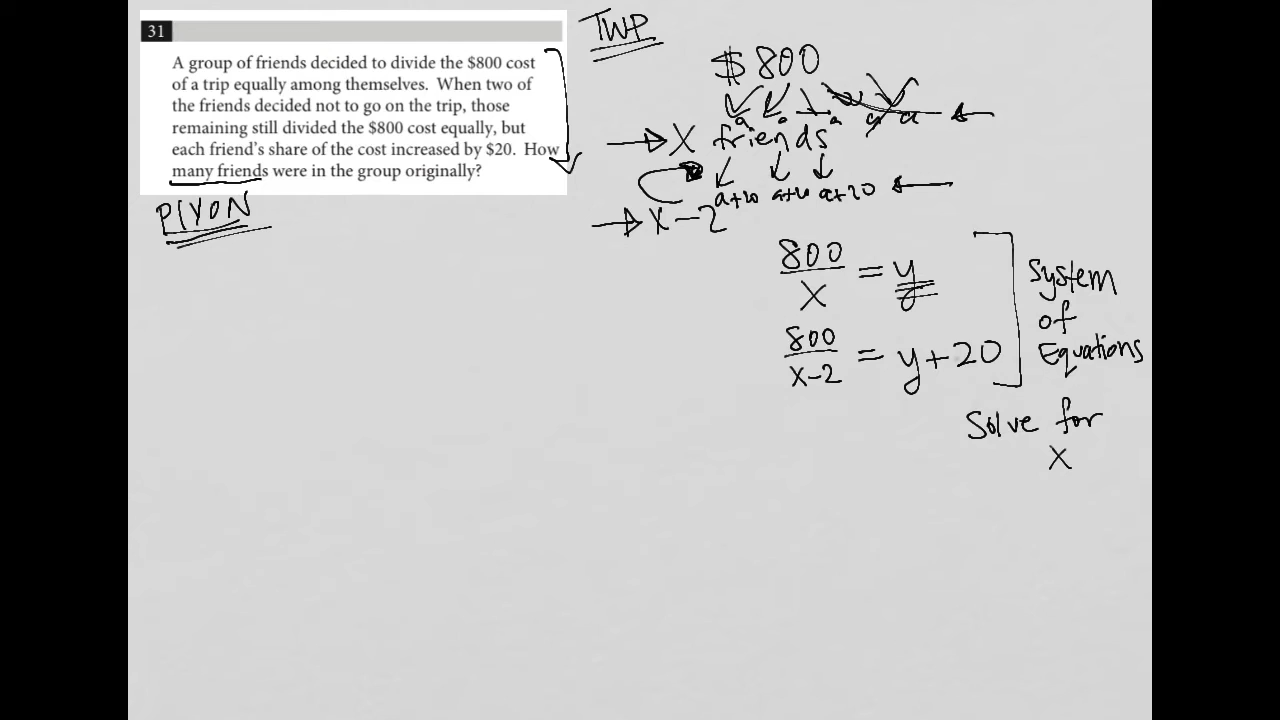 31
A group of friends decided to divide the $800 cost
of a trip equally among themselves. When two of
the friends decided not to go on the trip, those
remaining still divided the $800 cost equally, but
each friend's share of the cost increased by $20. How
many friends were in the group originally?
PIYON
TWP
$800
a a a a
X friends
a+20 a+20 a+20
X-2
800/X = y
800/X-2 = y+20
System
of
Equations
Solve for
X